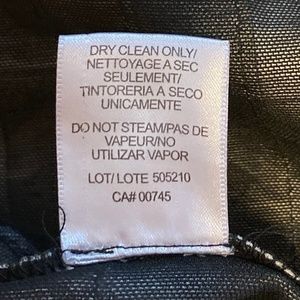 DRY CLEAN ONLY/
NETTOYAGE A SEC
SEULEMENT/
TINTORERIA A SECO
UNICAMENTE
DO NOT STEAM/PAS DE
VAPEUR/NO
UTILIZAR VAPOR
LOT/ LOTE 505210
CA# 00745